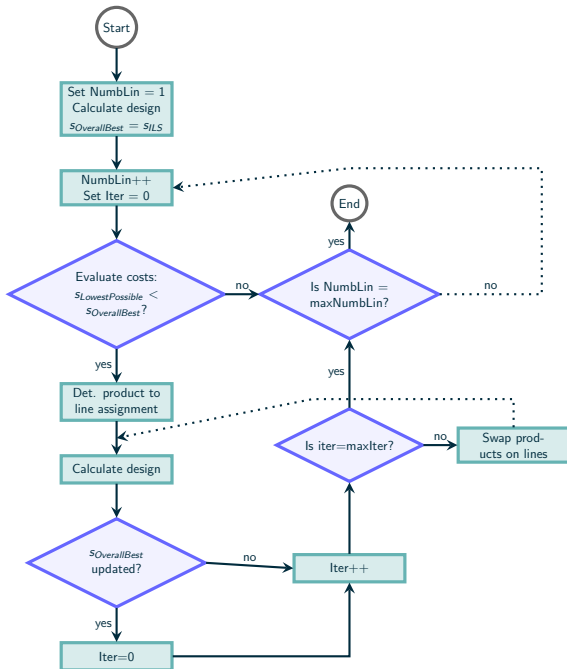 Start
Set NumbLin = 1
Calculate design
s_OverallBest = s_ILS
NumbLin++
Set Iter = 0
End
yes
Evaluate costs:
s_LowestPossible <
s_OverallBest?
no
Is NumbLin =
maxNumbLin?
no
yes
yes
Det. product to
line assignment
Is iter=maxIter?
no
Swap prod-
ucts on lines
Calculate design
s_OverallBest
updated?
no
Iter++
yes
Iter=0